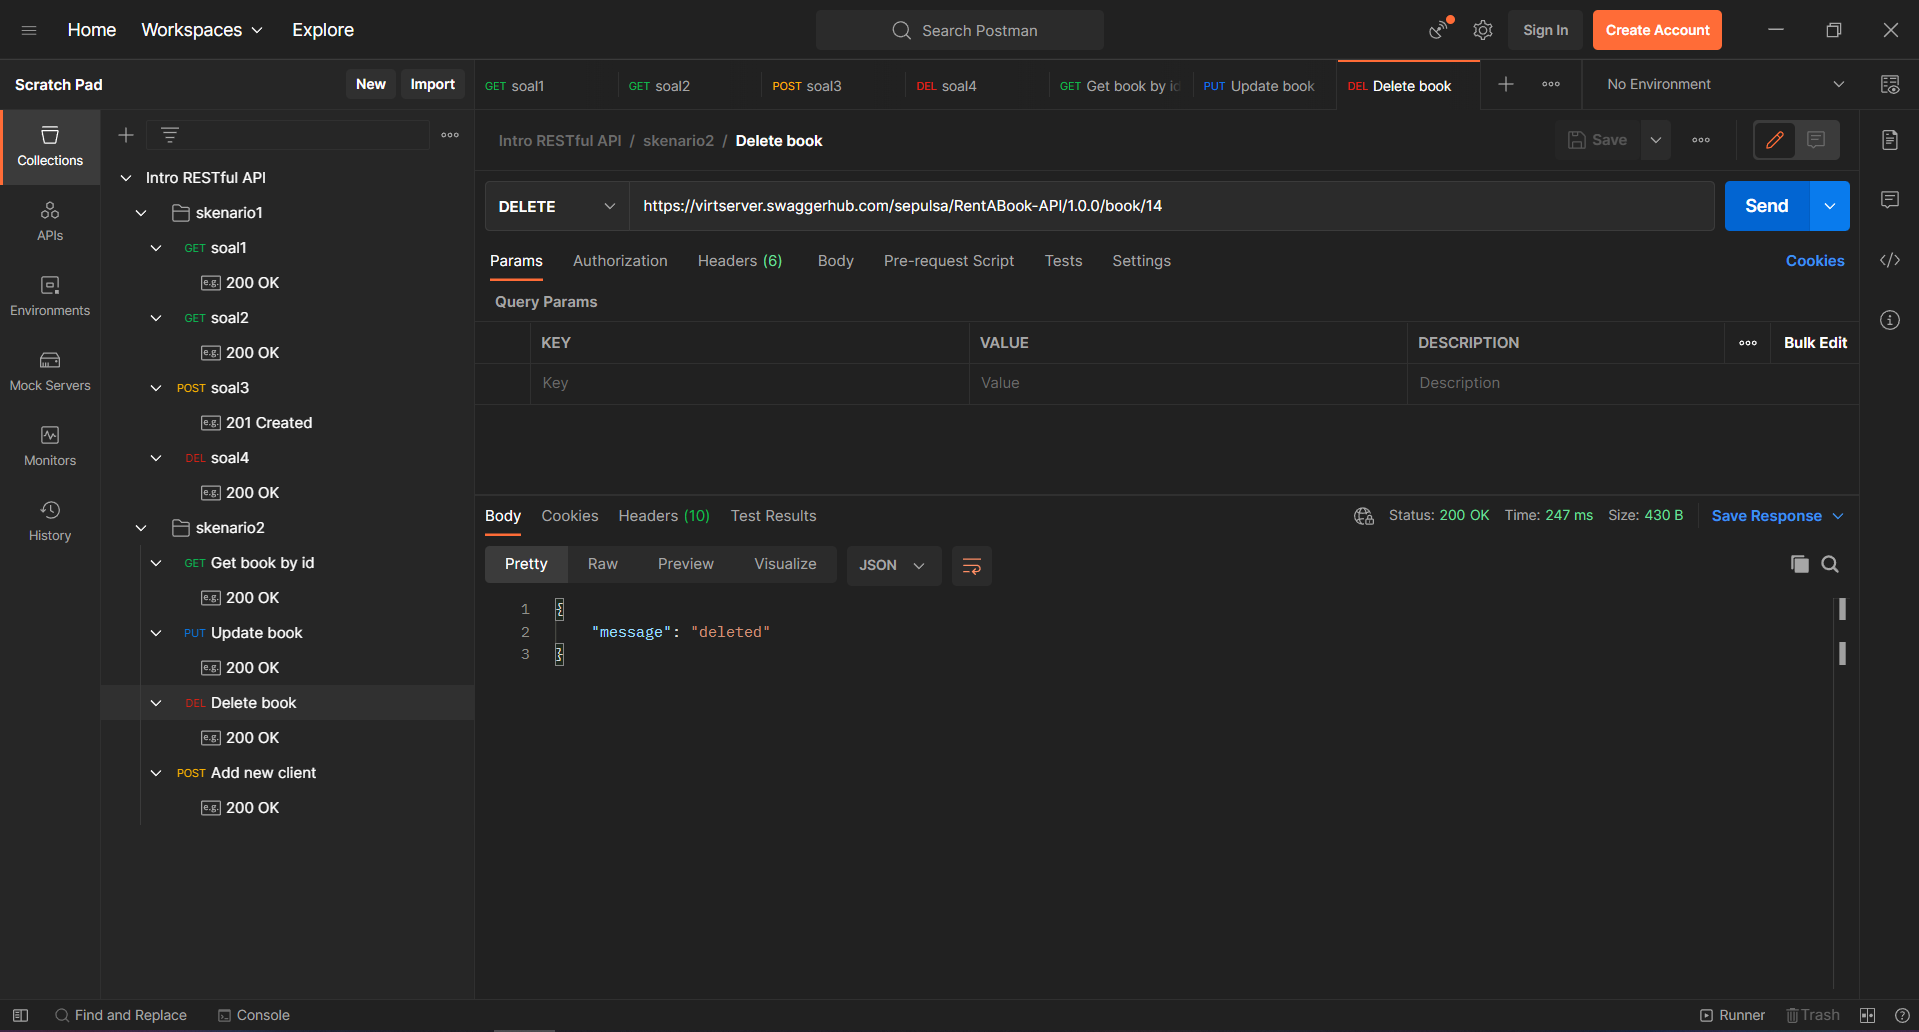 Home Workspaces Explore Search Postman Sign In Create Account
Scratch Pad New Import
GET soal1 GET soal2 POST soal3 DEL soal4 GET Get book by id PUT Update book DEL Delete book No Environment
Collections
APIs
Environments
Mock Servers
Monitors
History
Intro RESTful API
skenario1
GET soal1
e.g. 200 OK
GET soal2
e.g. 200 OK
POST soal3
e.g. 201 Created
DEL soal4
e.g. 200 OK
skenario2
GET Get book by id
e.g. 200 OK
PUT Update book
e.g. 200 OK
DEL Delete book
e.g. 200 OK
POST Add new client
e.g. 200 OK
Intro RESTful API / skenario2 / Delete book Save
DELETE https://virtserver.swaggerhub.com/sepulsa/RentABook-API/1.0.0/book/14 Send
Params Authorization Headers (6) Body Pre-request Script Tests Settings Cookies
Query Params
KEY VALUE DESCRIPTION Bulk Edit
Key Value Description
Body Cookies Headers (10) Test Results Status: 200 OK Time: 247 ms Size: 430 B Save Response
Pretty Raw Preview Visualize JSON
1 {
2 "message": "deleted"
3 }
Find and Replace Console Runner Trash